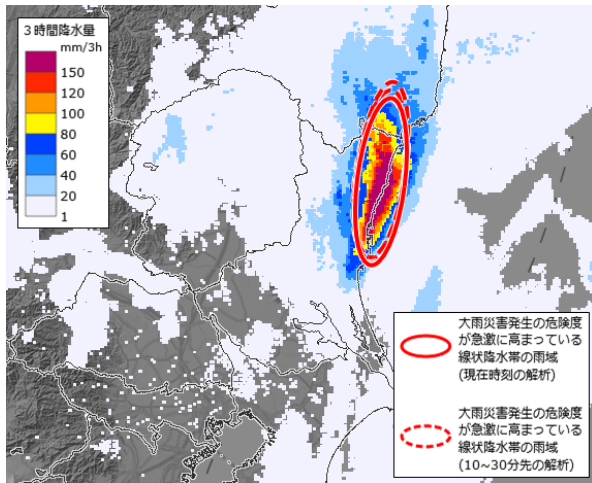 ３時間降水量
mm/3h
150
120
100
80
60
40
20
1
大雨災害発生の危険度
が急激に高まっている
線状降水帯の雨域
(現在時刻の解析)
大雨災害発生の危険度
が急激に高まっている
線状降水帯の雨域
(10~30分先の解析)